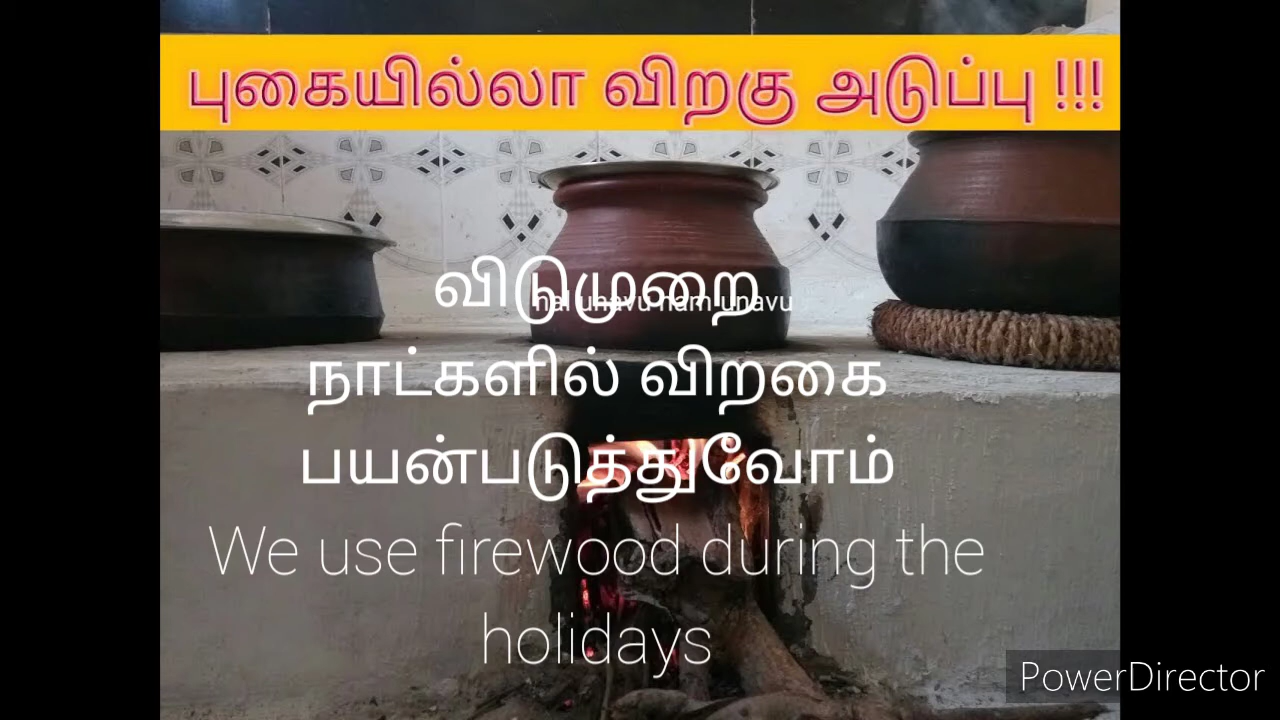 புகையில்லா விறகு அடுப்பு !!!
விடுமுறை
nal unavu nam unavu
நாட்களில் விறகை
பயன்படுத்துவோம்
We use firewood during the
holidays
PowerDirector